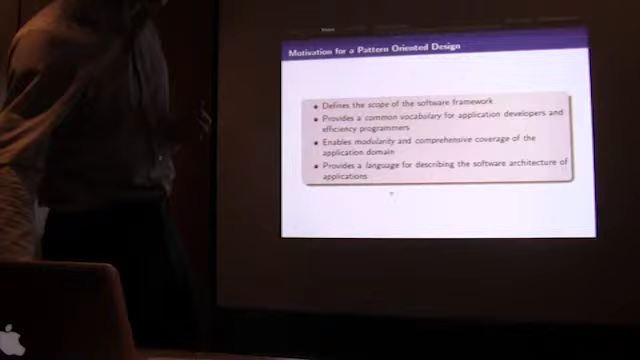 Motivation for a Pattern Oriented Design
Defines the scope of the software framework
Provides a common vocabulary for application developers and
efficiency programmers
Enables modularity and comprehensive coverage of the
application domain
Provides a language for describing the software architecture of
applications